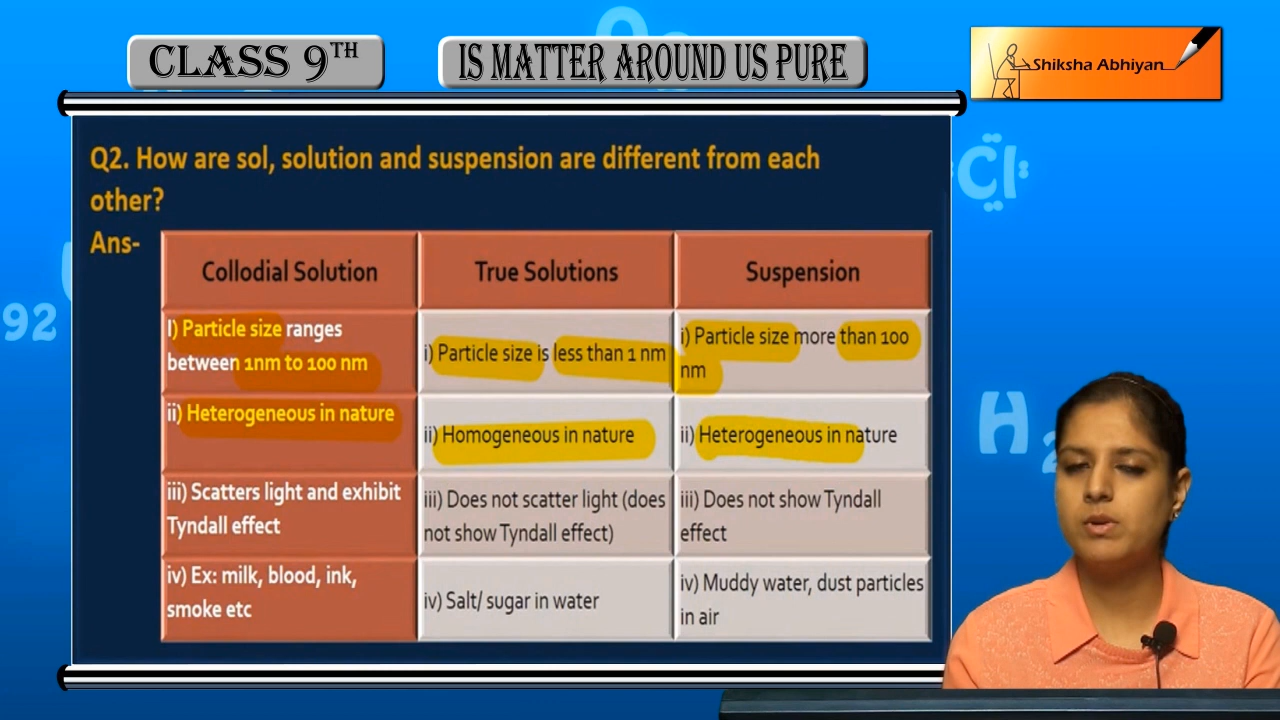 CLASS 9TH
IS MATTER AROUND US PURE
Shiksha Abhiyan
Q2. How are sol, solution and suspension are different from each
other?
Ans-
Collodial Solution
True Solutions
Suspension
I) Particle size ranges
between 1nm to 100 nm
i) Particle size is less than 1 nm
i) Particle size more than 100
nm
ii) Heterogeneous in nature
ii) Homogeneous in nature
ii) Heterogeneous in nature
iii) Scatters light and exhibit
Tyndall effect
iii) Does not scatter light (does
not show Tyndall effect)
iii) Does not show Tyndall
effect
iv) Ex: milk, blood, ink,
smoke etc
iv) Salt/ sugar in water
iv) Muddy water, dust particles
in air
92
Cl
H2